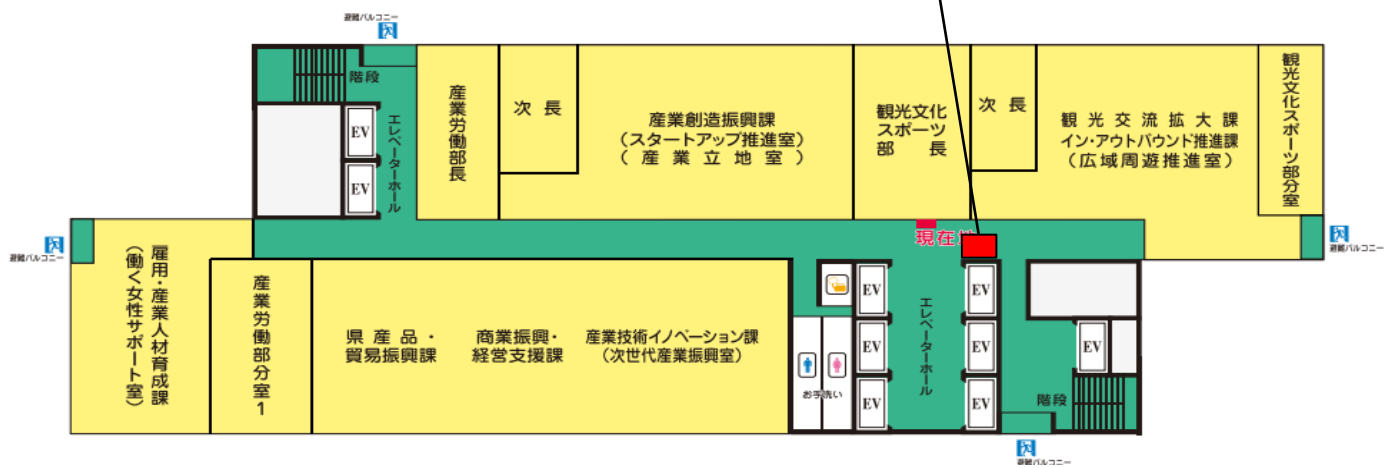 避難バルコニー
階段
EV
EV
エレベーターホール
産業労働部長
次長
産業創造振興課
(スタートアップ推進室)
(産業立地室)
観光文化
スポーツ
部長
次長
観光交流拡大課
イン・アウトバウンド推進課
(広域周遊推進室)
観光文化スポーツ部分室
避難バルコニー
避難バルコニー
現在
雇用・産業人材育成課
(働く女性サポート室)
産業労働部分室1
県産品・
貿易振興課
商業振興・
経営支援課
産業技術イノベーション課
(次世代産業振興室)
お手洗い
EV
EV
EV
エレベーターホール
EV
EV
EV
EV
階段
避難バルコニー